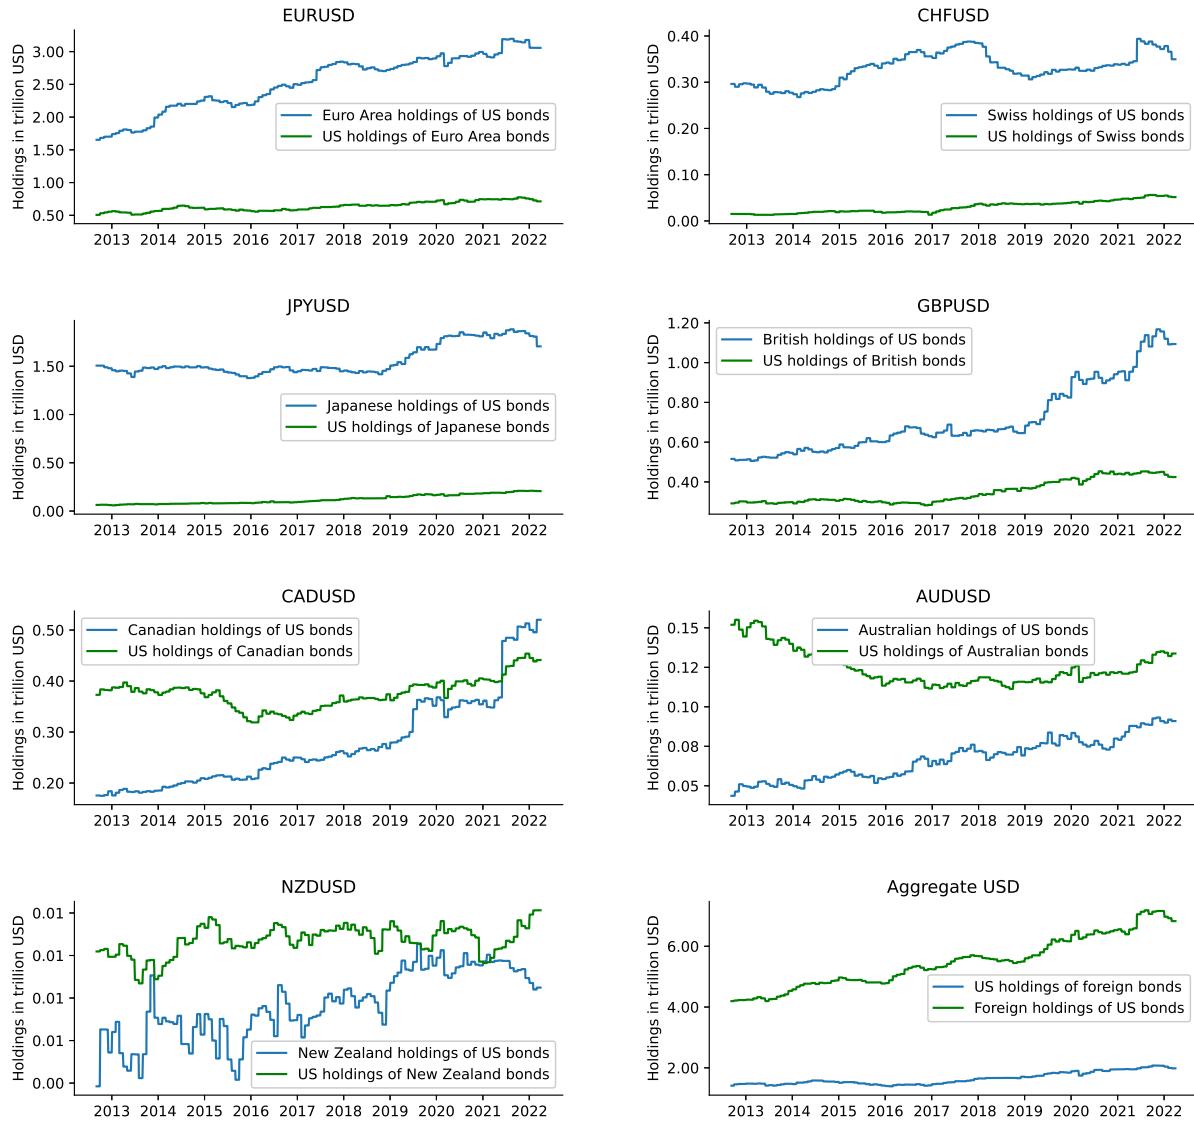 EURUSD
Holdings in trillion USD
3.00
2.50
2.00
1.50
1.00
0.50
Euro Area holdings of US bonds
US holdings of Euro Area bonds
2013 2014 2015 2016 2017 2018 2019 2020 2021 2022
CHFUSD
Holdings in trillion USD
0.40
0.30
0.20
0.10
0.00
Swiss holdings of US bonds
US holdings of Swiss bonds
2013 2014 2015 2016 2017 2018 2019 2020 2021 2022
JPYUSD
Holdings in trillion USD
1.50
1.00
0.50
0.00
Japanese holdings of US bonds
US holdings of Japanese bonds
2013 2014 2015 2016 2017 2018 2019 2020 2021 2022
GBPUSD
Holdings in trillion USD
1.20
1.00
0.80
0.60
0.40
British holdings of US bonds
US holdings of British bonds
2013 2014 2015 2016 2017 2018 2019 2020 2021 2022
CADUSD
Holdings in trillion USD
0.50
0.40
0.30
0.20
Canadian holdings of US bonds
US holdings of Canadian bonds
2013 2014 2015 2016 2017 2018 2019 2020 2021 2022
AUDUSD
Holdings in trillion USD
0.15
0.12
0.10
0.08
0.05
Australian holdings of US bonds
US holdings of Australian bonds
2013 2014 2015 2016 2017 2018 2019 2020 2021 2022
NZDUSD
Holdings in trillion USD
0.01
0.01
0.01
0.01
0.00
New Zealand holdings of US bonds
US holdings of New Zealand bonds
2013 2014 2015 2016 2017 2018 2019 2020 2021 2022
Aggregate USD
Holdings in trillion USD
6.00
4.00
2.00
US holdings of foreign bonds
Foreign holdings of US bonds
2013 2014 2015 2016 2017 2018 2019 2020 2021 2022